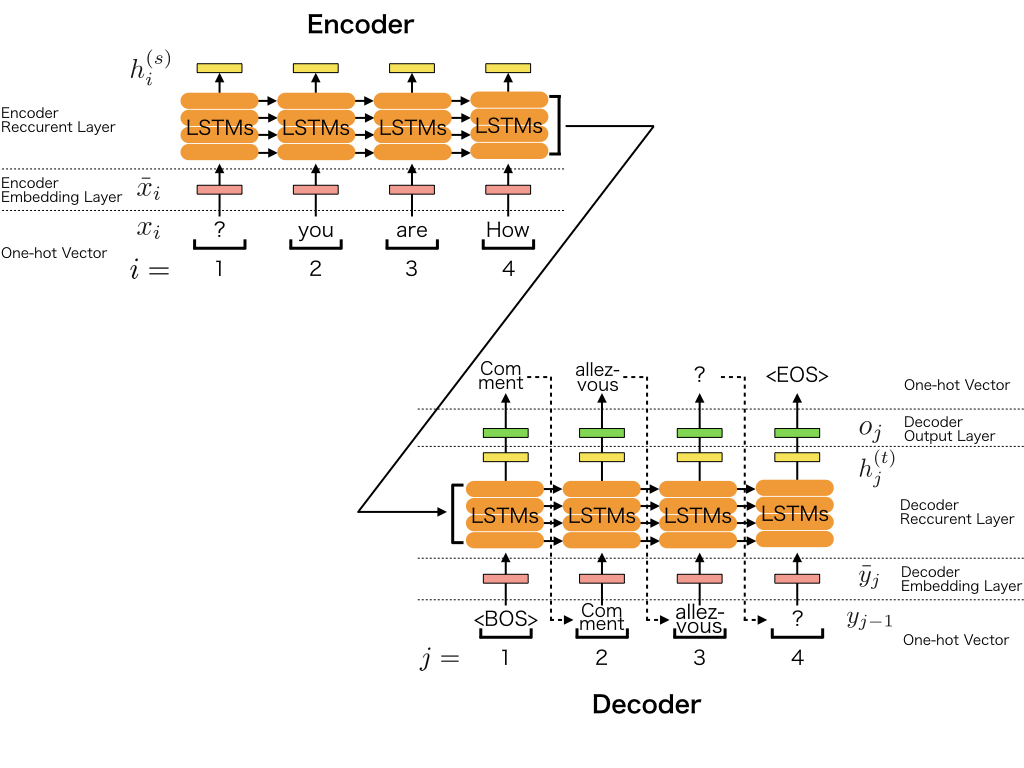 Encoder
h_i^{(s)}
Encoder
Reccurent Layer
LSTMs LSTMs LSTMs LSTMs
Encoder
Embedding Layer
x̄_i
x_i ? you are How
One-hot Vector
i = 1 2 3 4
Com
ment
allez-
vous
? <EOS>
One-hot Vector
o_j
Decoder
Output Layer
h_j^{(t)}
LSTMs LSTMs LSTMs LSTMs
Decoder
Reccurent Layer
ȳ_j
Decoder
Embedding Layer
<BOS>
Com
ment
allez-
vous
?
y_{j-1}
One-hot Vector
j = 1 2 3 4
Decoder